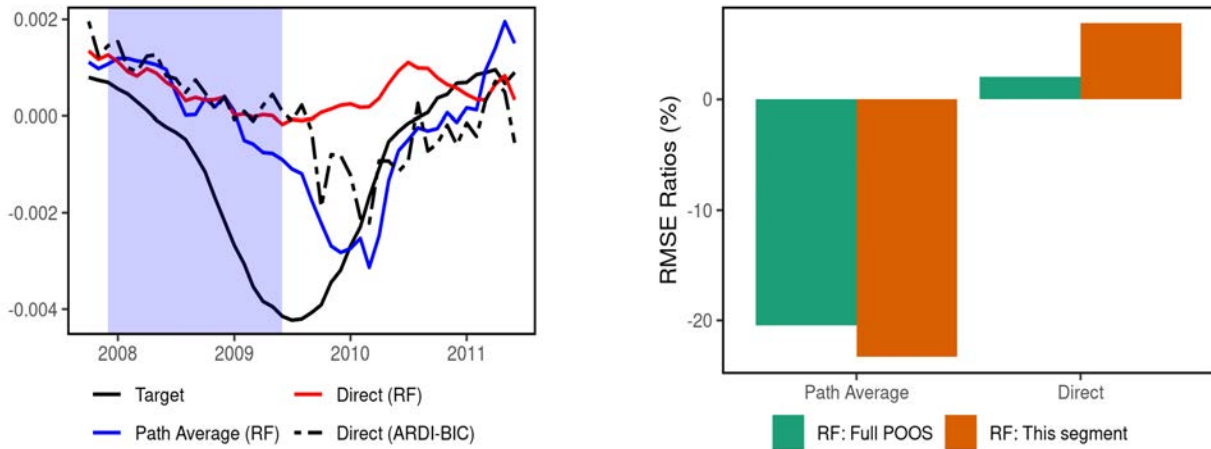 0.002
0.000
-0.002
-0.004
2008 2009 2010 2011
Target
Direct (RF)
Path Average (RF)
Direct (ARDI-BIC)
RMSE Ratios (%)
0
-10
-20
Path Average Direct
RF: Full POOS RF: This segment